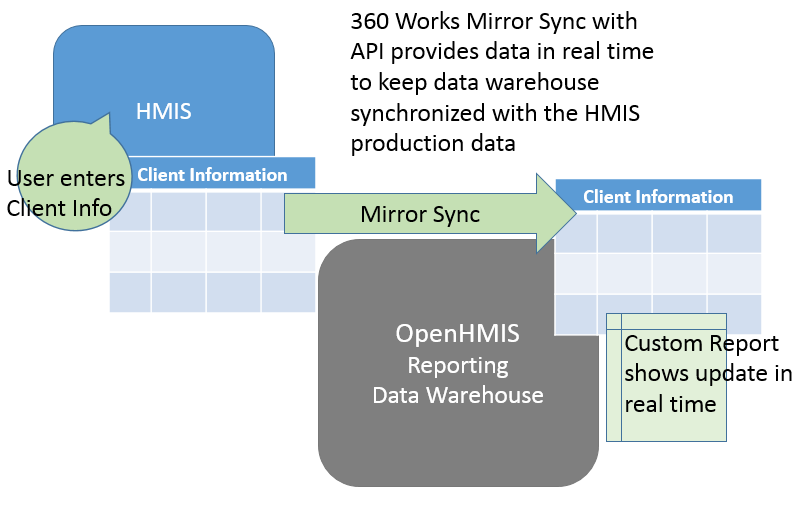 360 Works Mirror Sync with
API provides data in real time
to keep data warehouse
synchronized with the HMIS
production data
HMIS
User enters
Client Info
Client Information
Mirror Sync
Client Information
OpenHMIS
Reporting
Data Warehouse
Custom Report
shows update in
real time